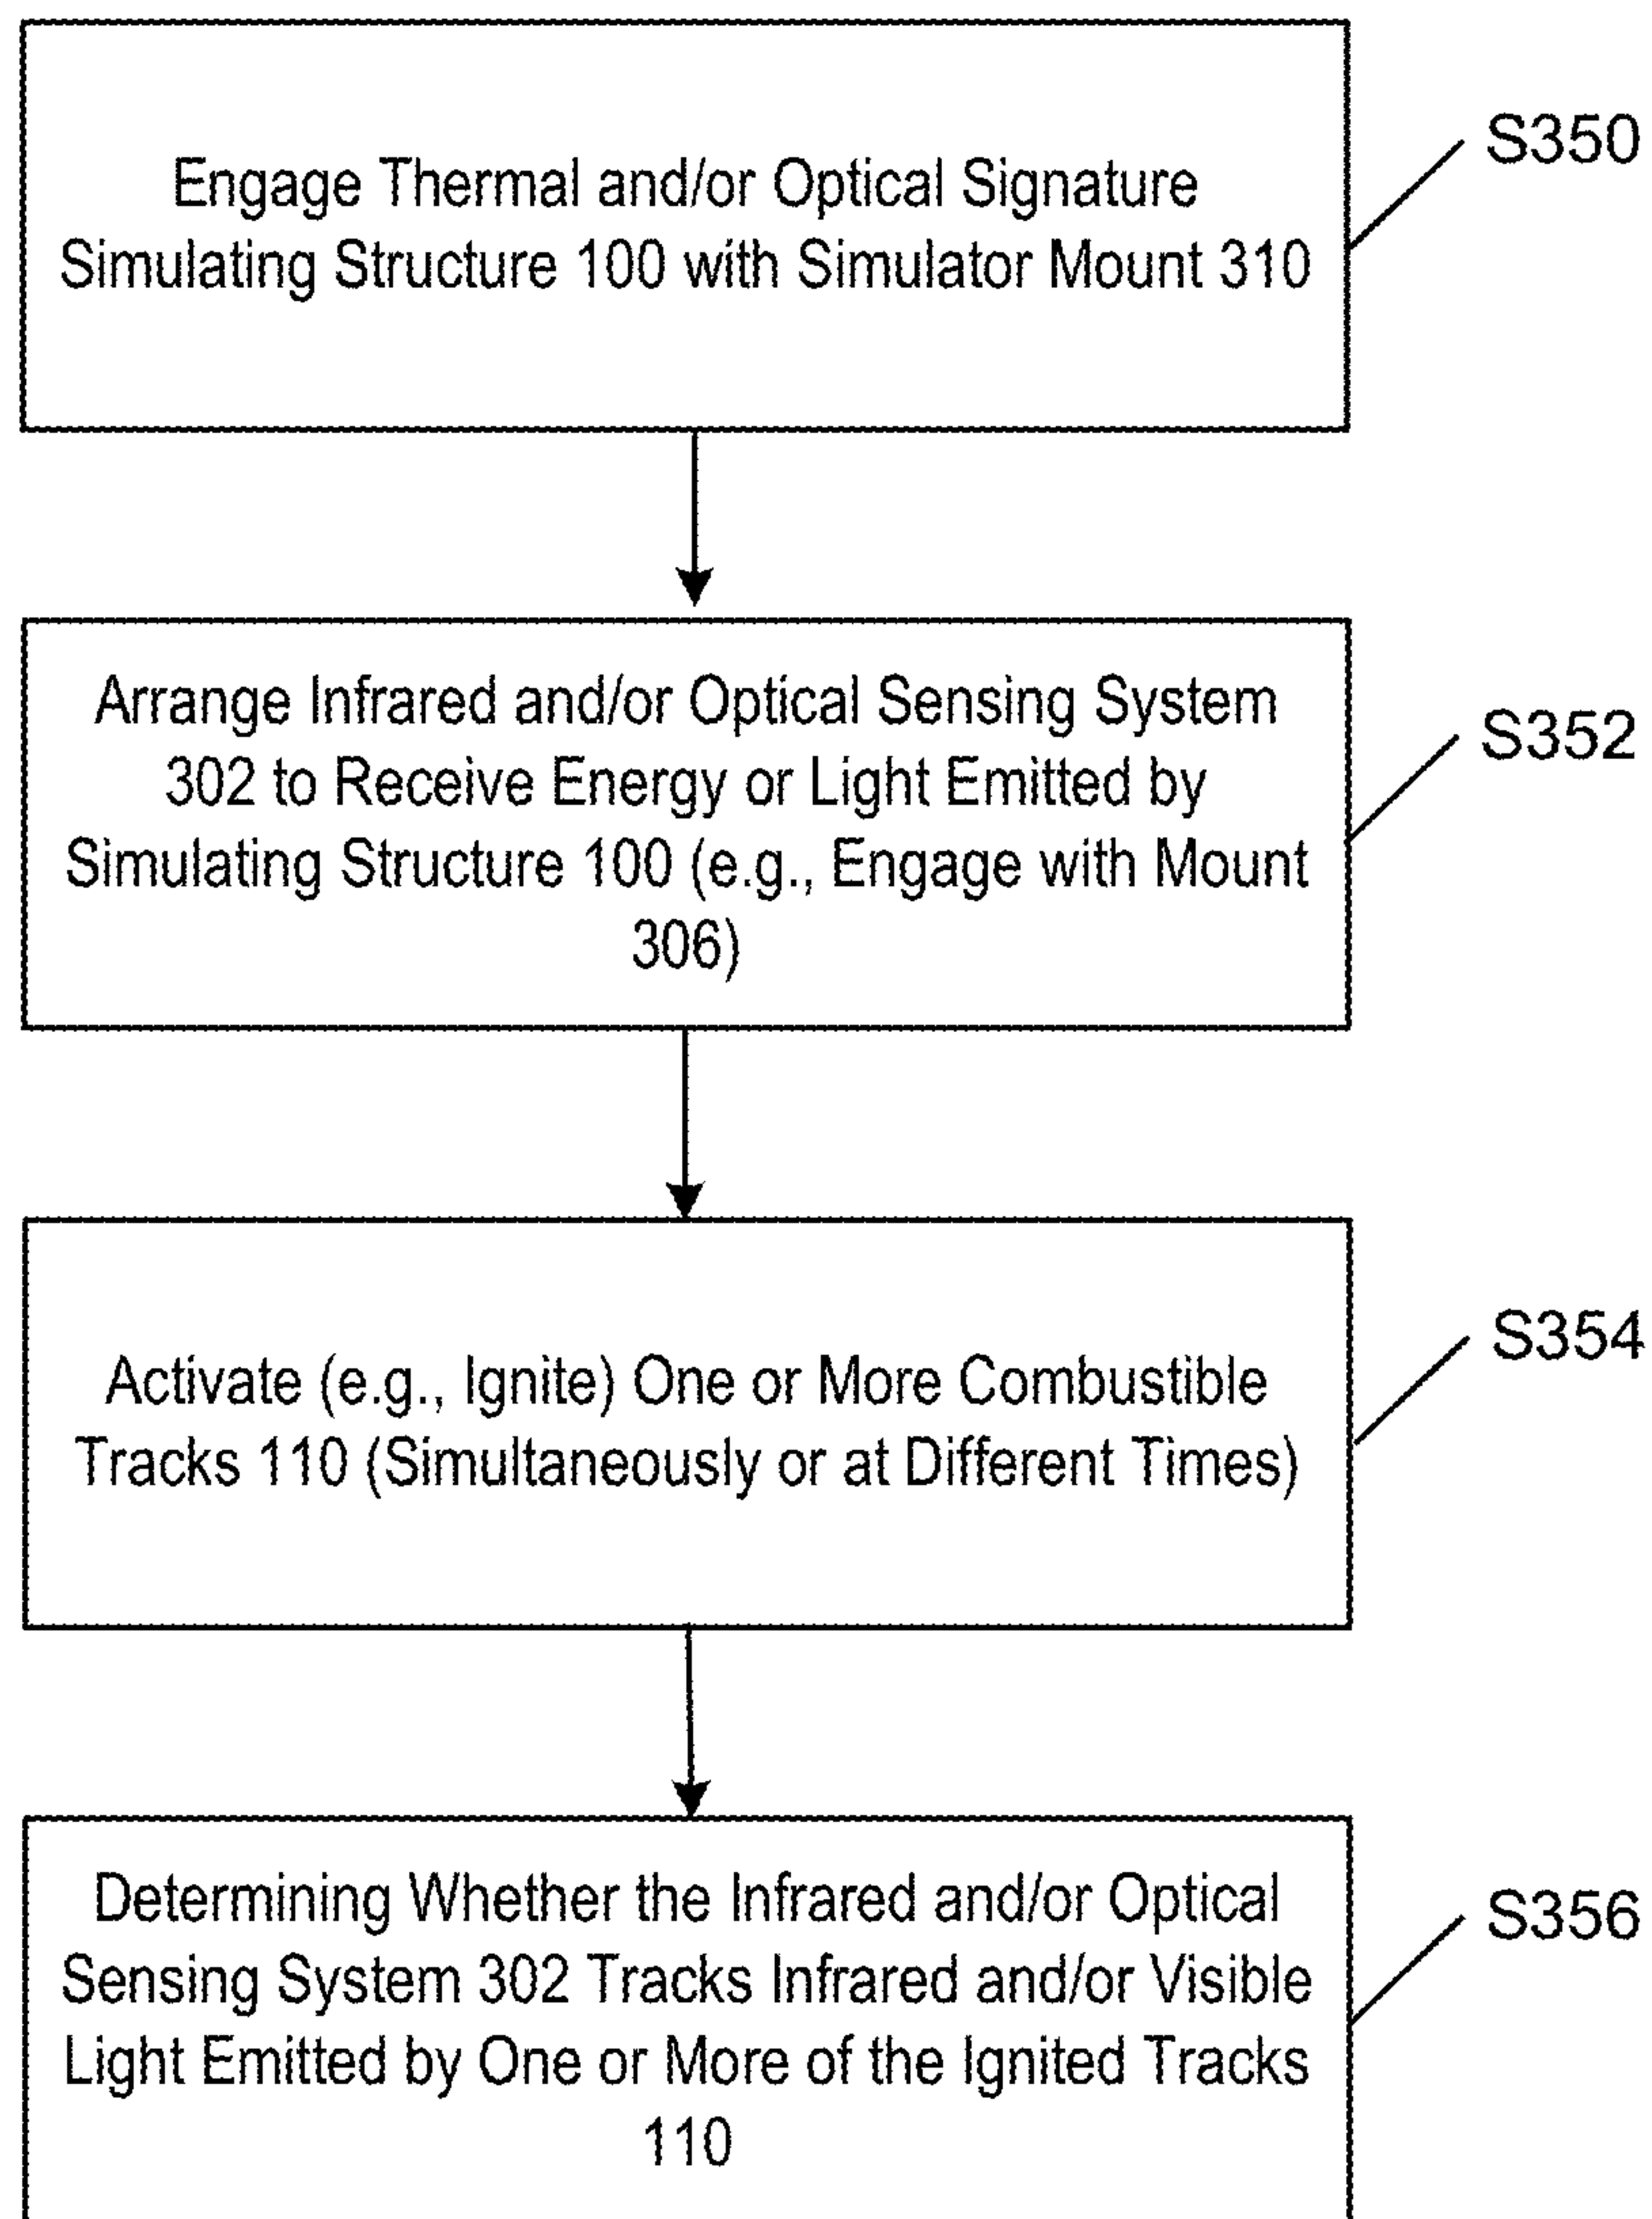 Engage Thermal and/or Optical Signature
Simulating Structure 100 with Simulator Mount 310
S350
Arrange Infrared and/or Optical Sensing System
302 to Receive Energy or Light Emitted by
Simulating Structure 100 (e.g., Engage with Mount
306)
S352
Activate (e.g., Ignite) One or More Combustible
Tracks 110 (Simultaneously or at Different Times)
S354
Determining Whether the Infrared and/or Optical
Sensing System 302 Tracks Infrared and/or Visible
Light Emitted by One or More of the Ignited Tracks
110
S356